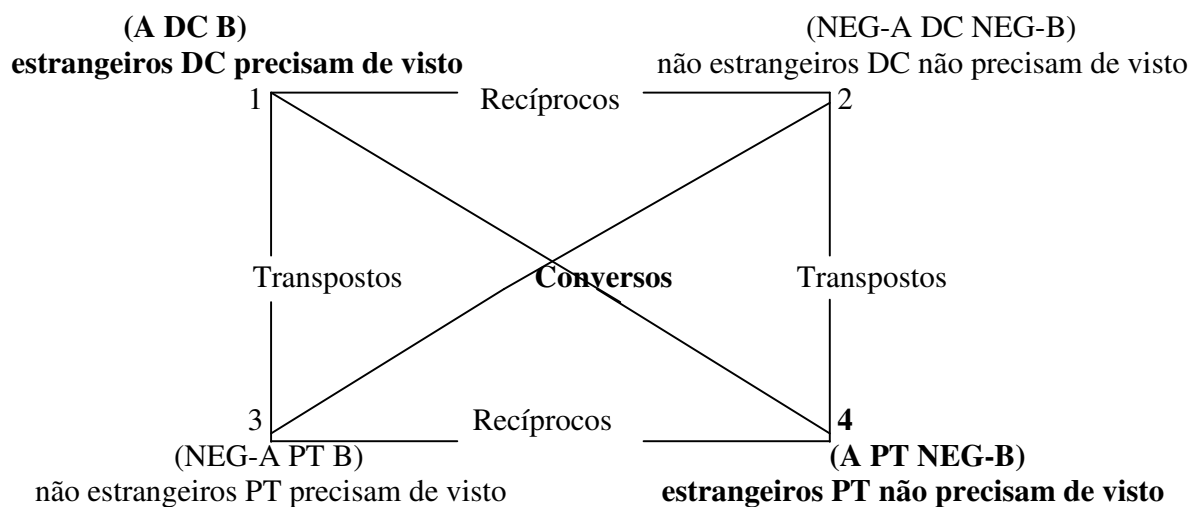 (A DC B) (NEG-A DC NEG-B)
estrangeiros DC precisam de visto não estrangeiros DC não precisam de visto
1 Recíprocos 2
Transpostos Conversos Transpostos
3 Recíprocos 4
(NEG-A PT B) (A PT NEG-B)
não estrangeiros PT precisam de visto estrangeiros PT não precisam de visto